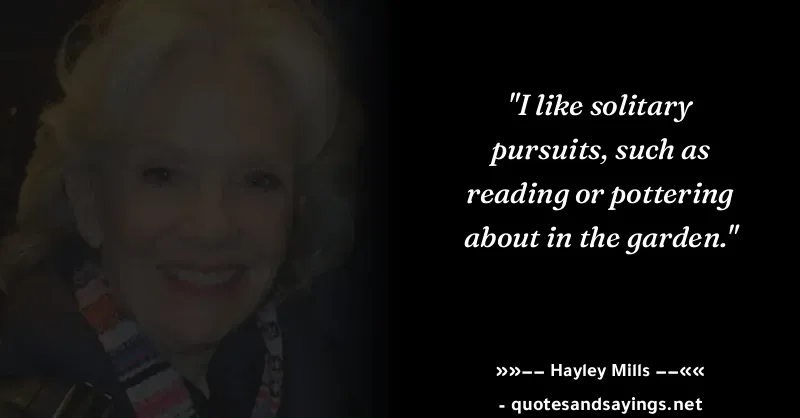 "I like solitary
pursuits, such as
reading or pottering
about in the garden."
»»−− Hayley Mills −−««
- quotesandsayings.net